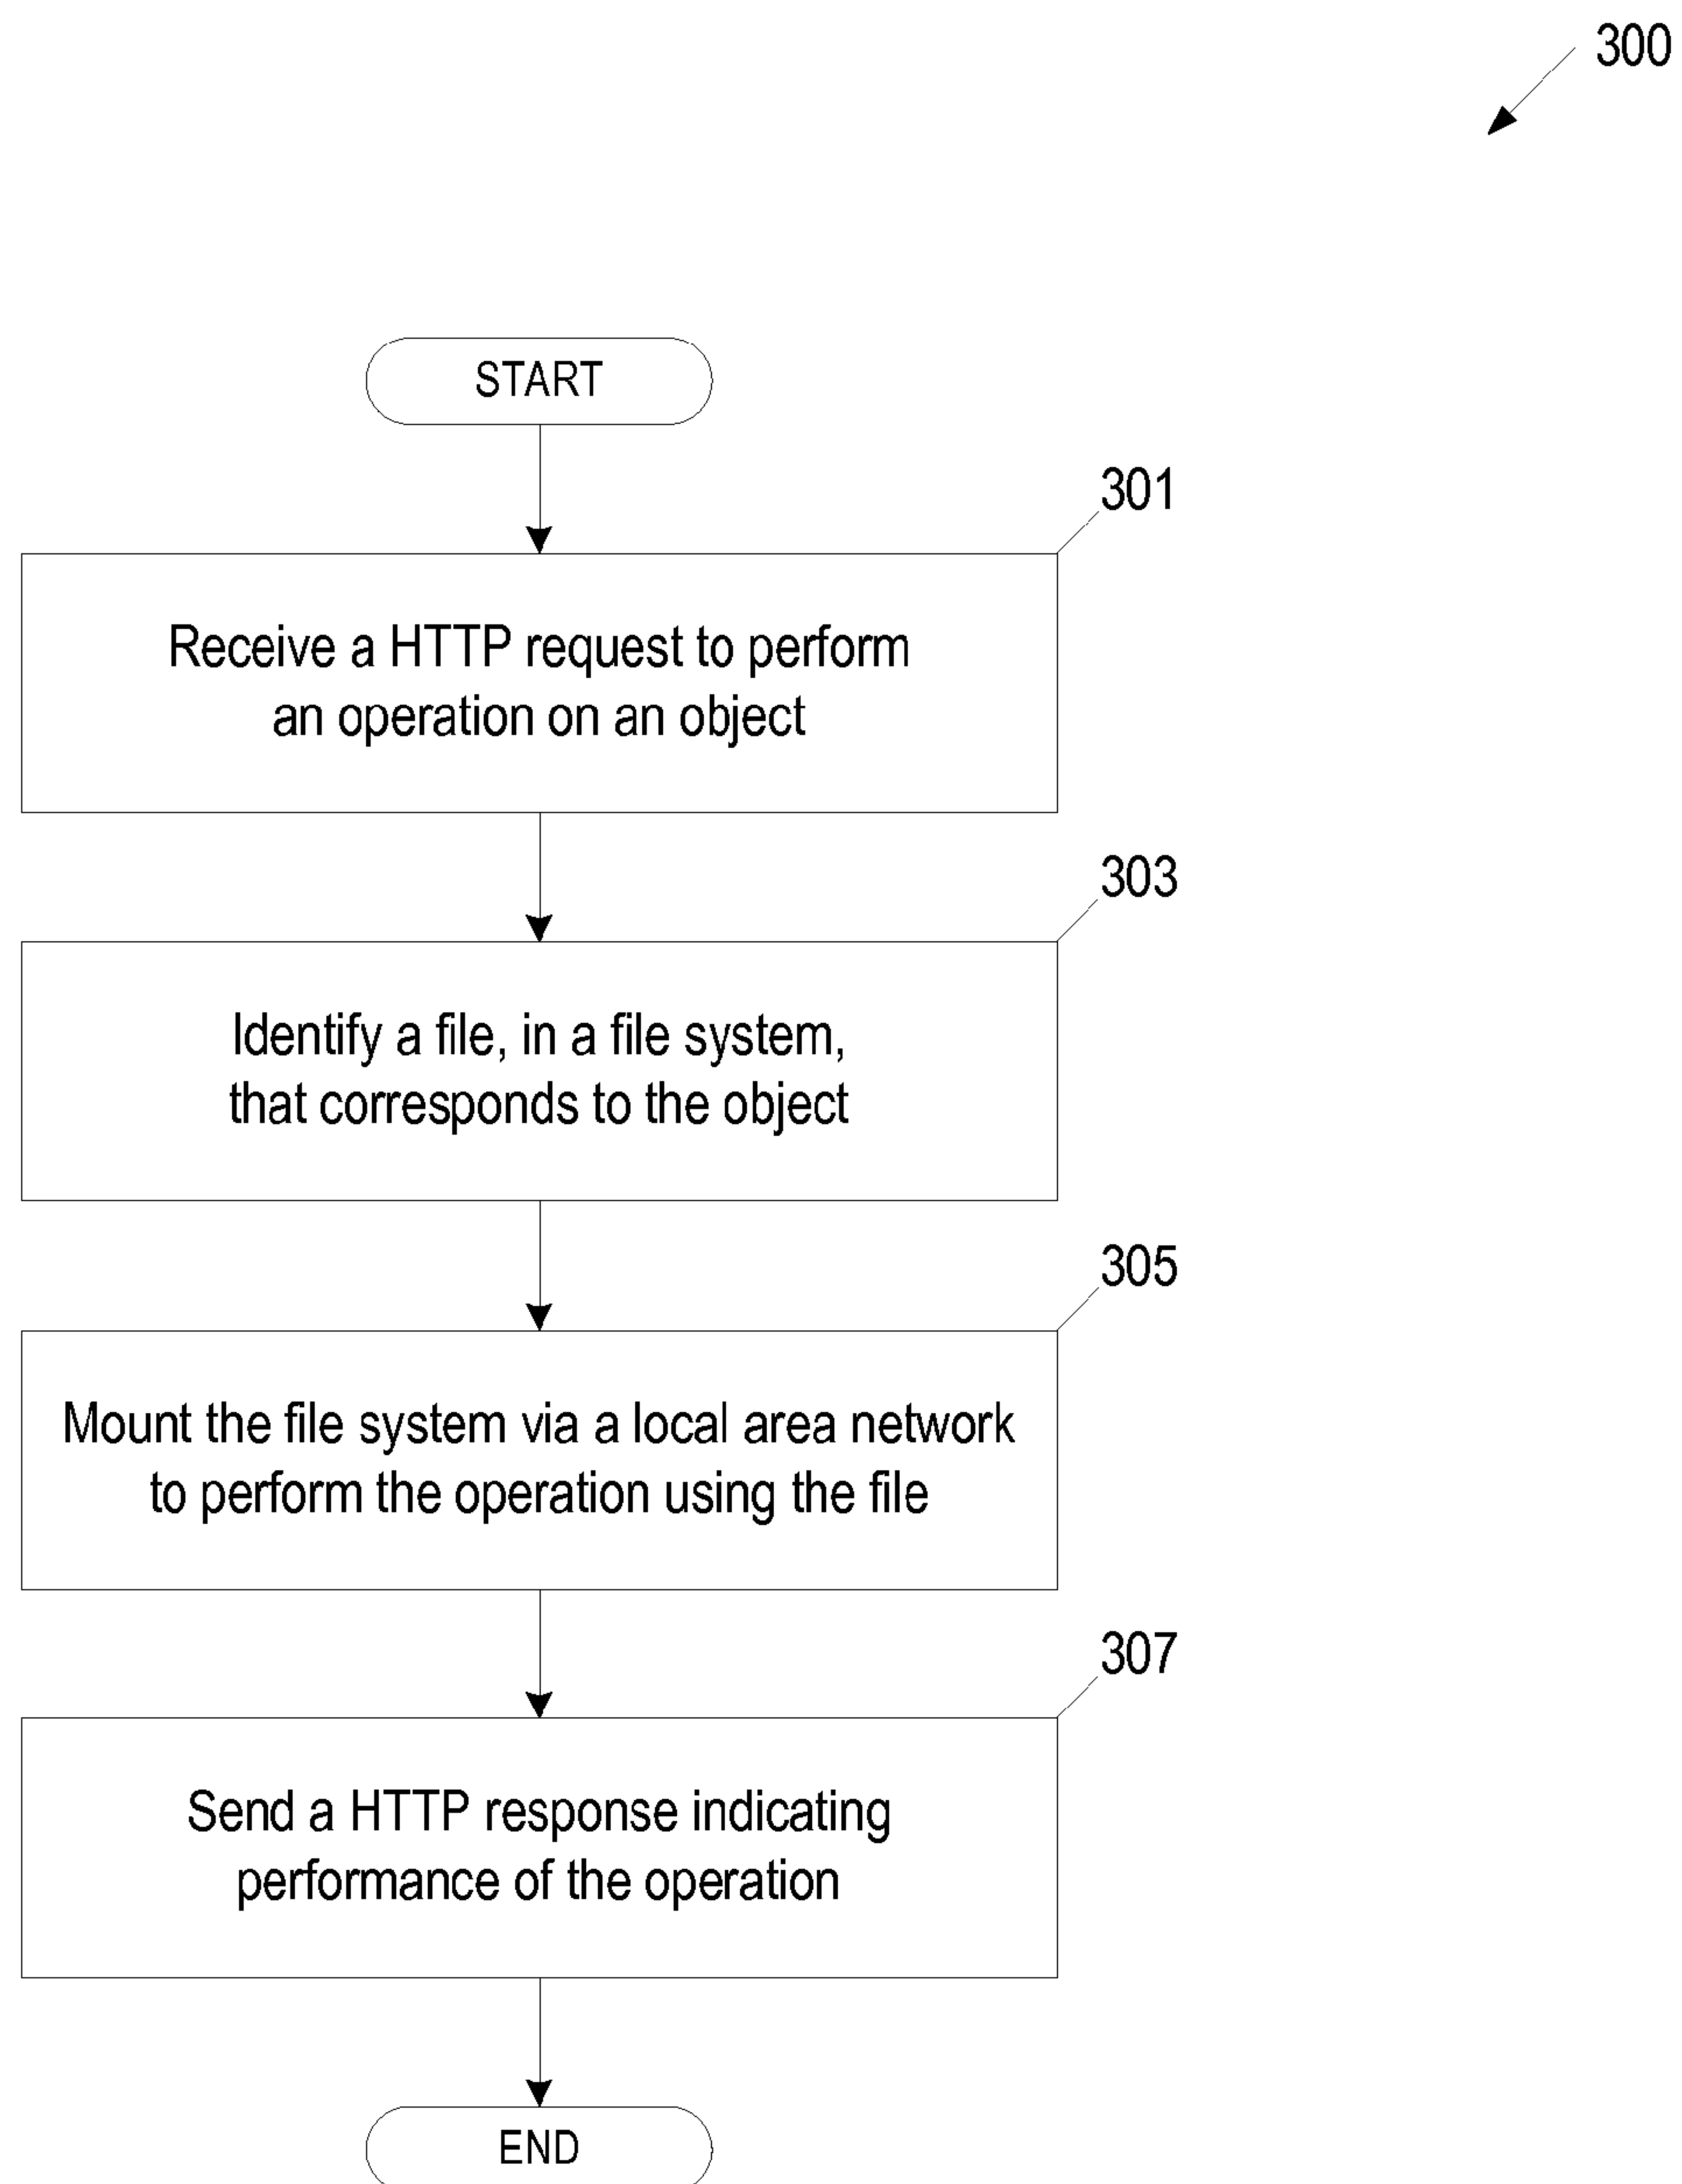 300
START
301
Receive a HTTP request to perform
an operation on an object
303
Identify a file, in a file system,
that corresponds to the object
305
Mount the file system via a local area network
to perform the operation using the file
307
Send a HTTP response indicating
performance of the operation
END